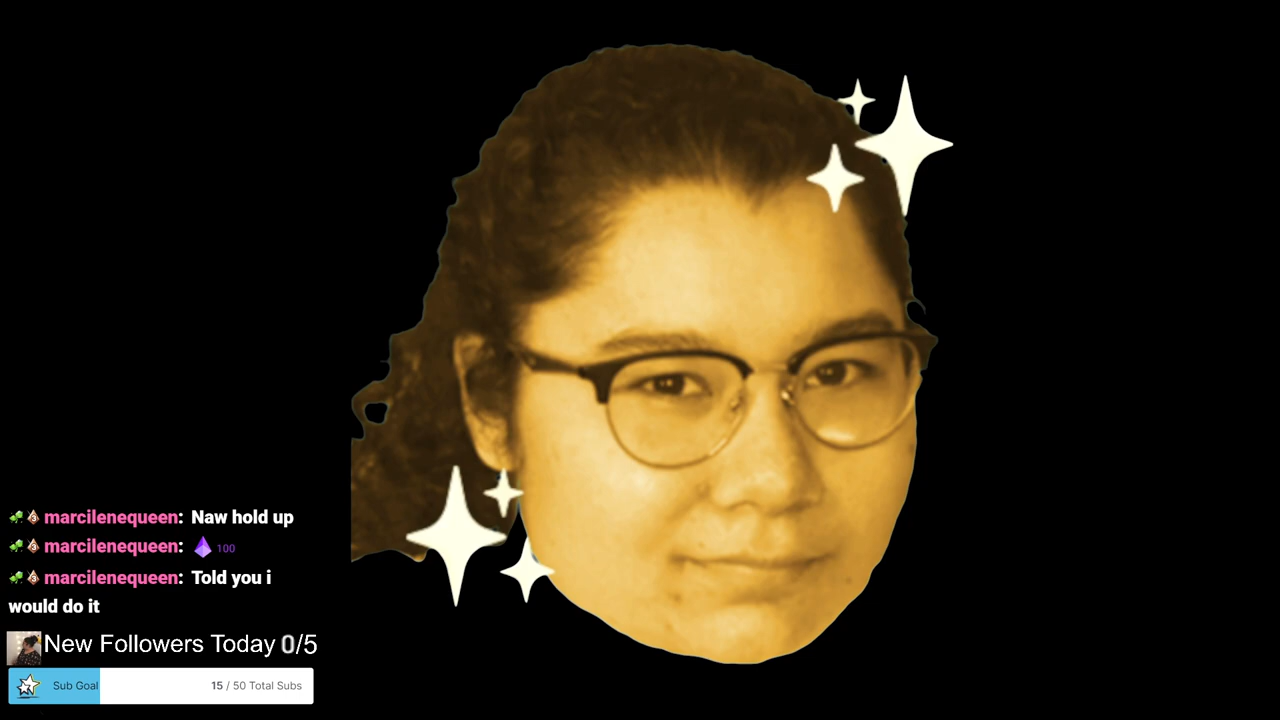 marcilenequeen: Naw hold up
marcilenequeen: 100
marcilenequeen: Told you i
would do it
New Followers Today 0/5
Sub Goal 15 / 50 Total Subs